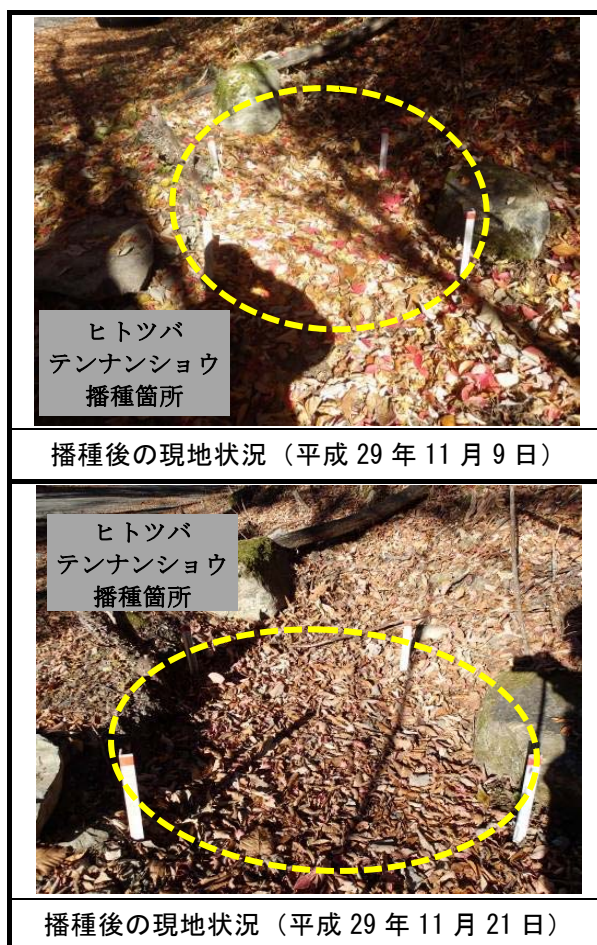 ヒトツバ
テンナンショウ
播種箇所
播種後の現地状況（平成 29 年 11 月 9 日）
ヒトツバ
テンナンショウ
播種箇所
播種後の現地状況（平成 29 年 11 月 21 日）